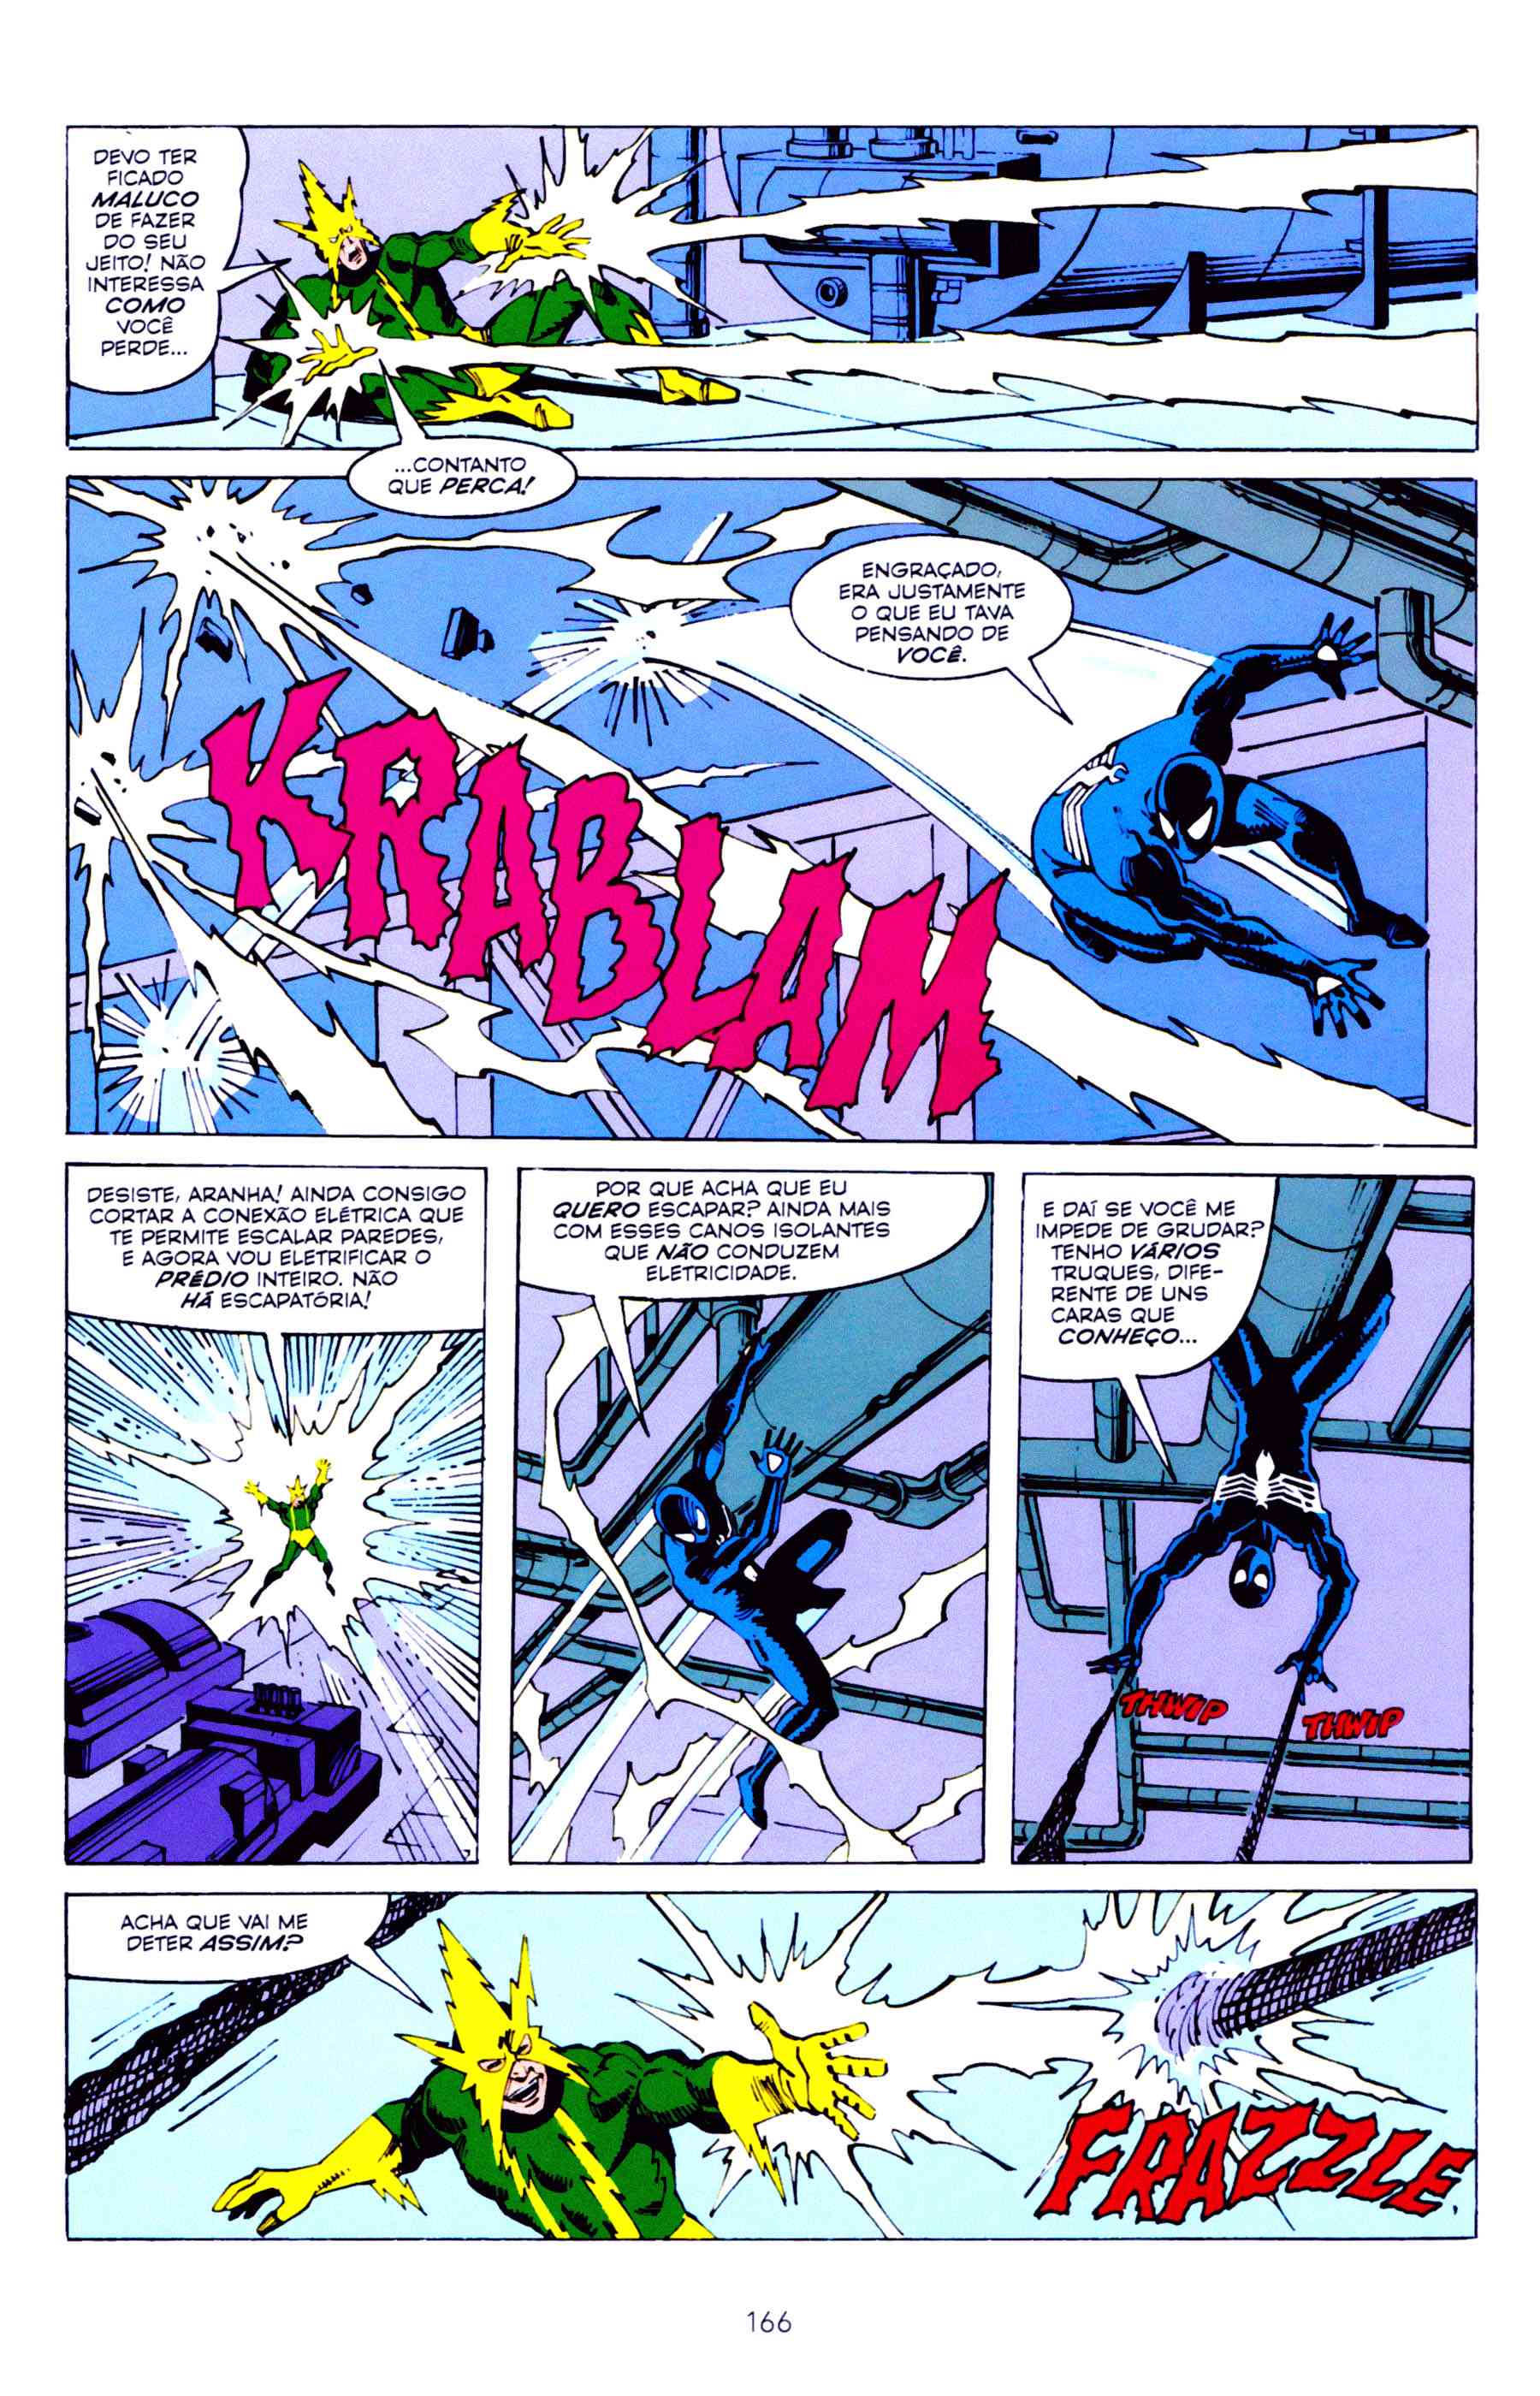 DEVO TER
FICADO
MALUCO
DE FAZER
DO SEU
JEITO! NÃO
INTERESSA
COMO
VOCÊ
PERDE...
...CONTANTO
QUE PERCA!
ENGRAÇADO,
ERA JUSTAMENTE
O QUE EU TAVA
PENSANDO DE
VOCÊ.
KRABLAM
DESISTE, ARANHA! AINDA CONSIGO
CORTAR A CONEXÃO ELÉTRICA QUE
TE PERMITE ESCALAR PAREDES,
E AGORA VOU ELETRIFICAR O
PRÉDIO INTEIRO. NÃO
HÁ ESCAPATÓRIA!
POR QUE ACHA QUE EU
QUERO ESCAPAR? AINDA MAIS
COM ESSES CANOS ISOLANTES
QUE NÃO CONDUZEM
ELETRICIDADE.
E DAÍ SE VOCÊ ME
IMPEDE DE GRUDAR?
TENHO VÁRIOS
TRUQUES, DIFE-
RENTE DE UNS
CARAS QUE
CONHEÇO...
THWIP
THWIP
ACHA QUE VAI ME
DETER ASSIM?
FRAZZLE
166